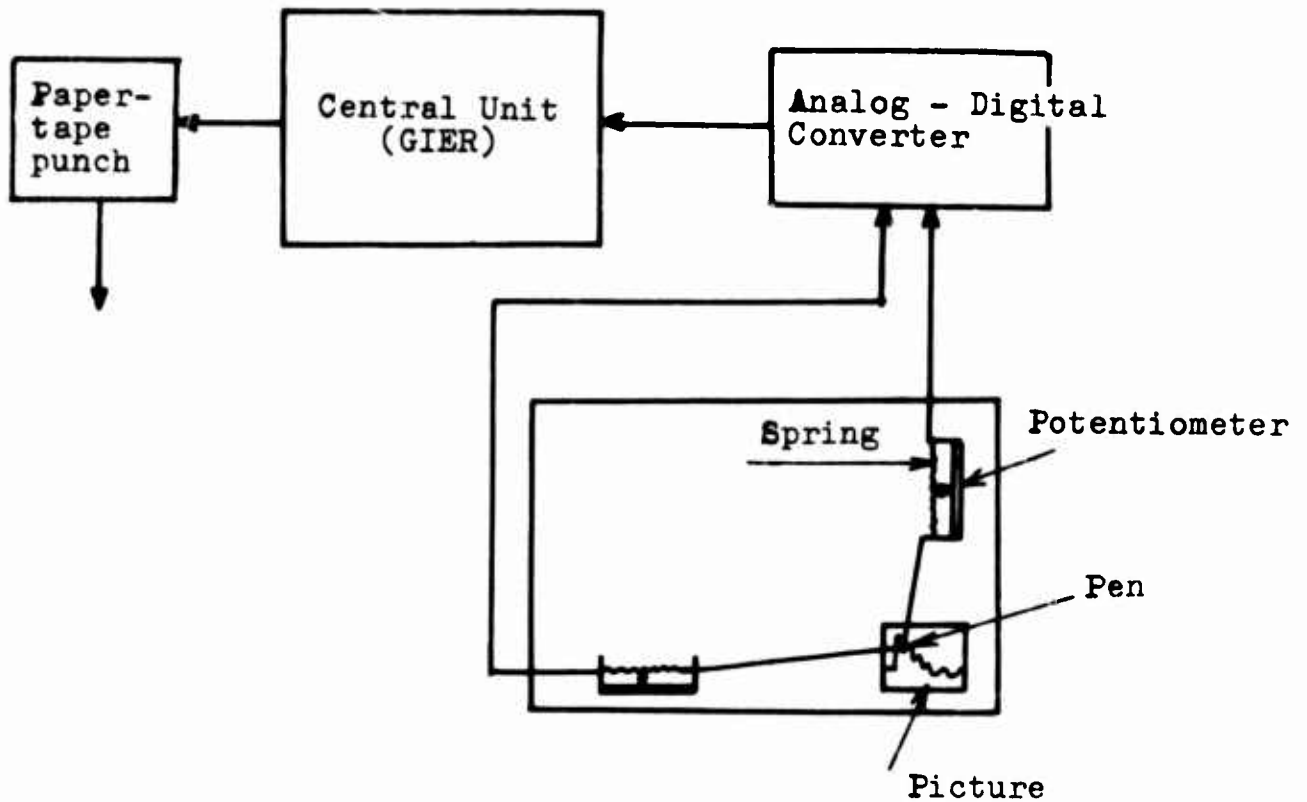 Paper-
tape
punch
Central Unit
(GIER)
Analog - Digital
Converter
Spring
Potentiometer
Pen
Picture